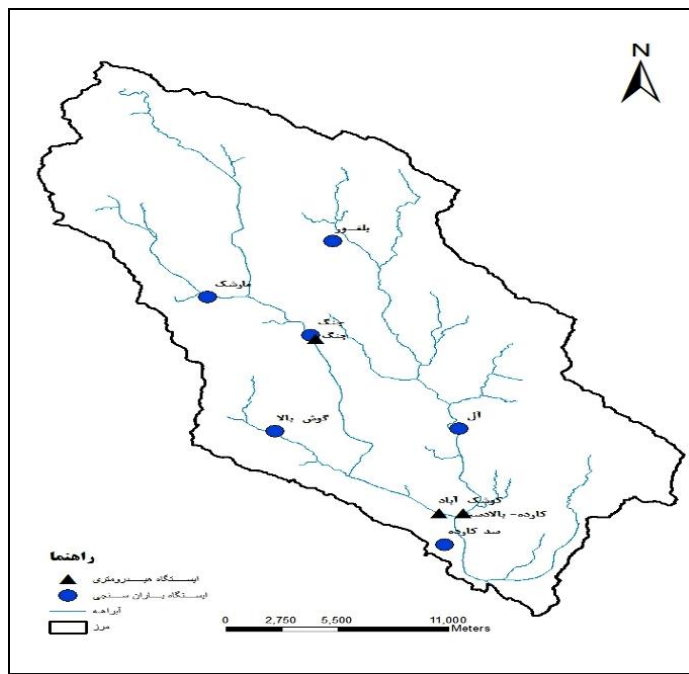 N
بلغور
مارشک
جنگ
جنگ
گوش بالا
آل
کوشک آباد
کارده- بالادست
سد کارده
راهنما
ایستگاه هیدرومتری
ایستگاه باران سنجی
آبراهه
مرز
0 2,750 5,500 11,000
Meters